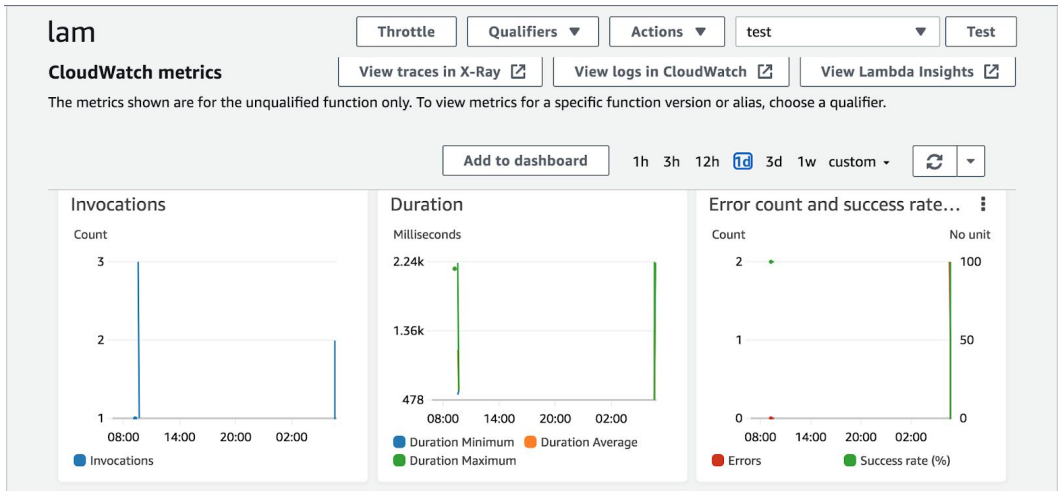 lam
Throttle
Qualifiers ▼
Actions ▼
test ▼
Test
CloudWatch metrics
View traces in X-Ray
View logs in CloudWatch
View Lambda Insights
The metrics shown are for the unqualified function only. To view metrics for a specific function version or alias, choose a qualifier.
Add to dashboard
1h 3h 12h 1d 3d 1w custom
Invocations
Count
3
2
1
08:00 14:00 20:00 02:00
Invocations
Duration
Milliseconds
2.24k
1.36k
478
08:00 14:00 20:00 02:00
Duration Minimum Duration Average
Duration Maximum
Error count and success rate...
Count No unit
2 100
1 50
0 0
08:00 14:00 20:00 02:00
Errors Success rate (%)